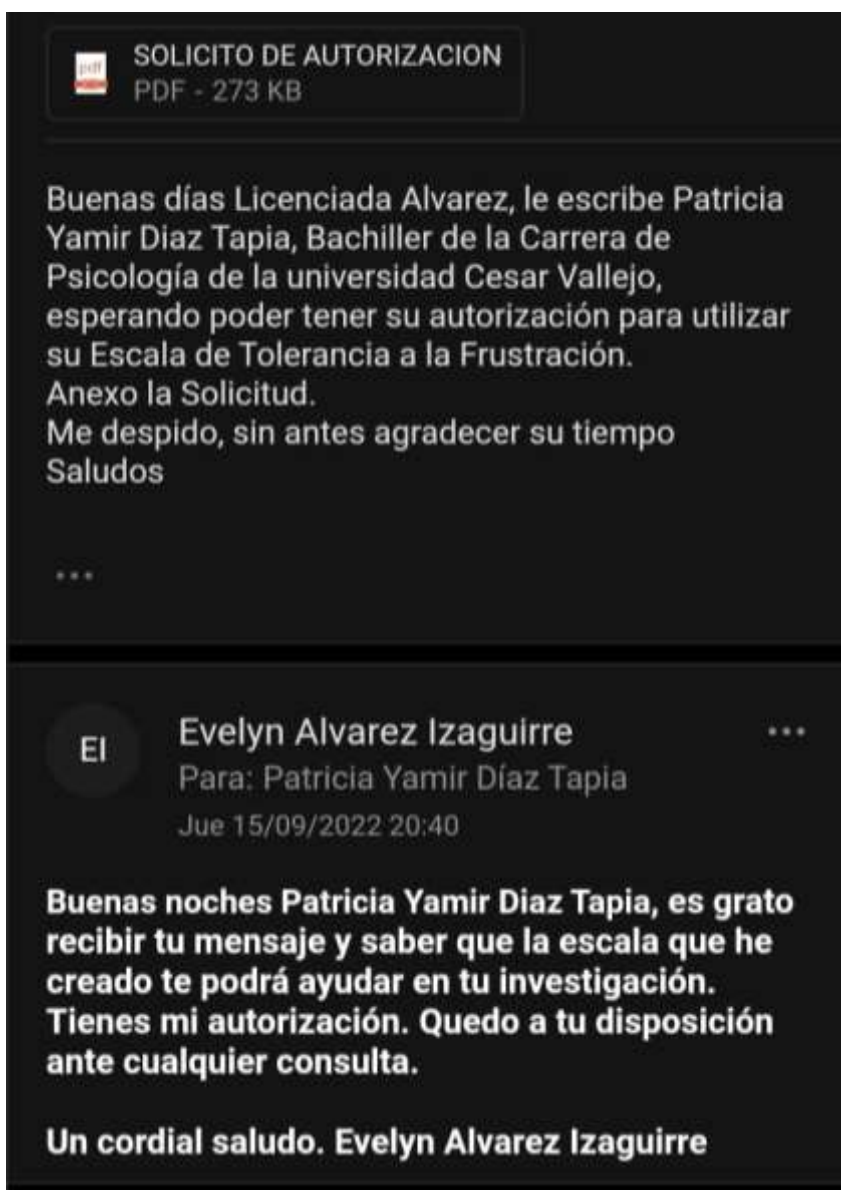 pdf
SOLICITO DE AUTORIZACION
PDF - 273 KB
Buenas días Licenciada Alvarez, le escribe Patricia
Yamir Diaz Tapia, Bachiller de la Carrera de
Psicología de la universidad Cesar Vallejo,
esperando poder tener su autorización para utilizar
su Escala de Tolerancia a la Frustración.
Anexo la Solicitud.
Me despido, sin antes agradecer su tiempo
Saludos
...
EI
Evelyn Alvarez Izaguirre
...
Para: Patricia Yamir Díaz Tapia
Jue 15/09/2022 20:40
Buenas noches Patricia Yamir Diaz Tapia, es grato
recibir tu mensaje y saber que la escala que he
creado te podrá ayudar en tu investigación.
Tienes mi autorización. Quedo a tu disposición
ante cualquier consulta.
Un cordial saludo. Evelyn Alvarez Izaguirre